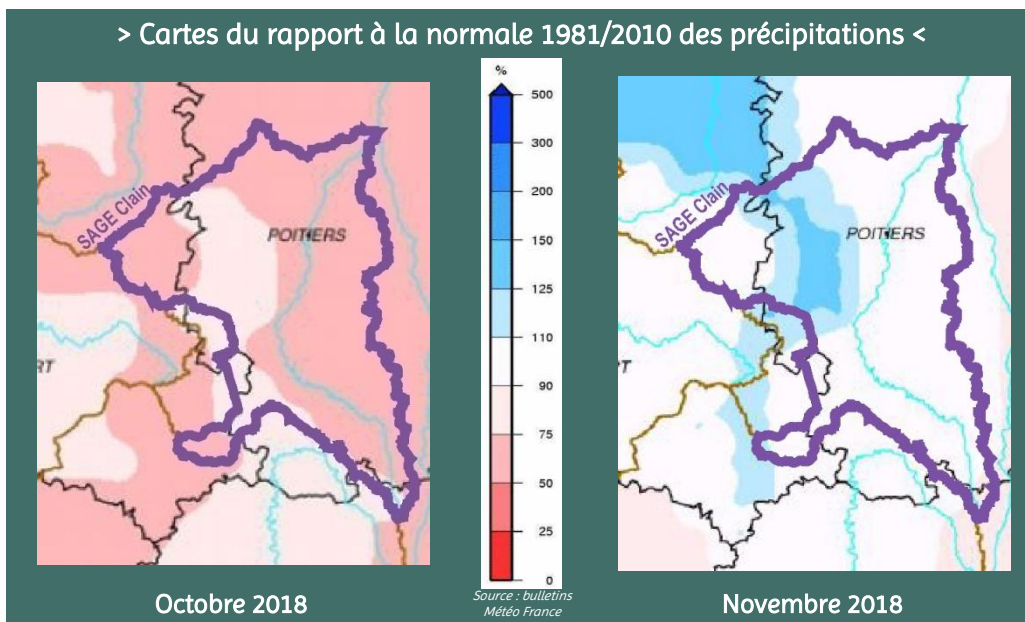 > Cartes du rapport à la normale 1981/2010 des précipitations <
%
500
300
200
150
125
110
90
75
50
25
0
SAGE Clain
POITIERS
RT
SAGE Clain
POITIERS
T
Source : bulletins
Météo France
Octobre 2018
Novembre 2018